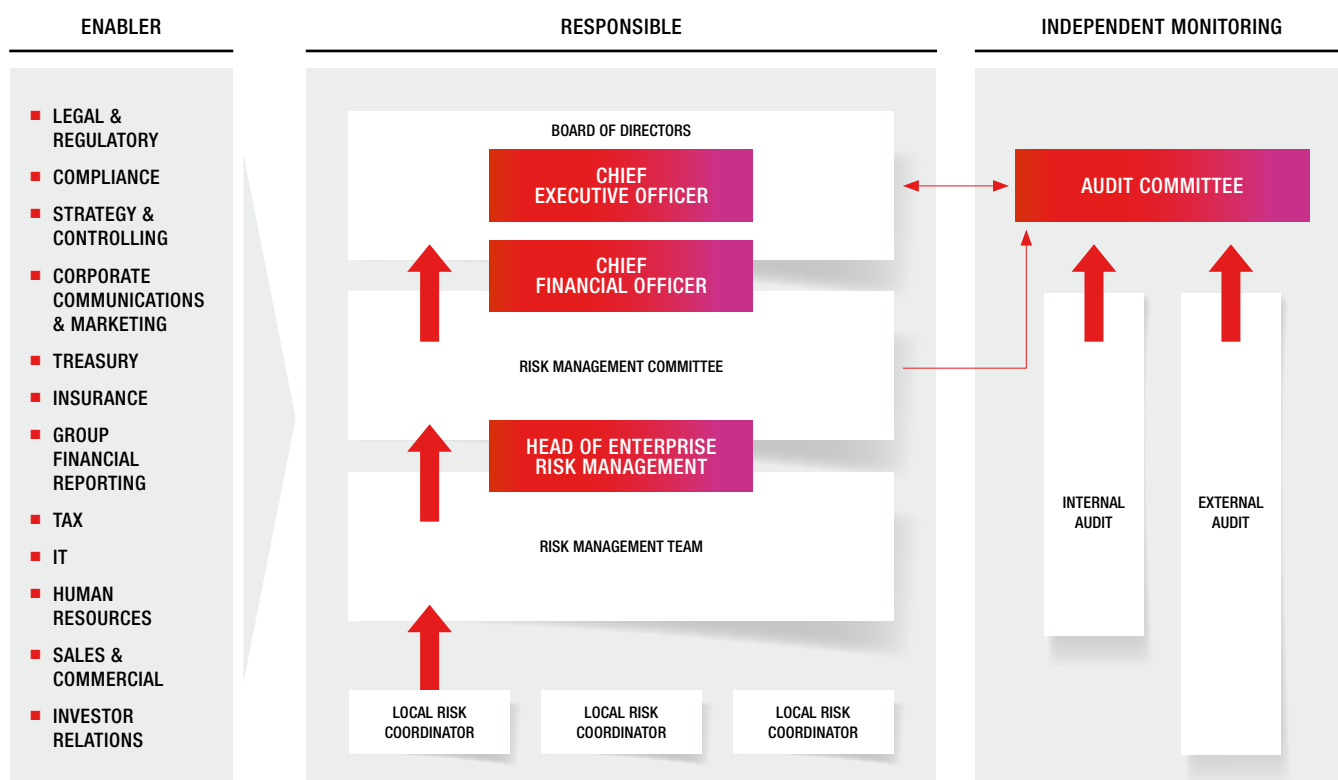 ENABLER
LEGAL &
REGULATORY
COMPLIANCE
STRATEGY &
CONTROLLING
CORPORATE
COMMUNICATIONS
& MARKETING
TREASURY
INSURANCE
GROUP
FINANCIAL
REPORTING
TAX
IT
HUMAN
RESOURCES
SALES &
COMMERCIAL
INVESTOR
RELATIONS
RESPONSIBLE
BOARD OF DIRECTORS
CHIEF
EXECUTIVE OFFICER
CHIEF
FINANCIAL OFFICER
RISK MANAGEMENT COMMITTEE
HEAD OF ENTERPRISE
RISK MANAGEMENT
RISK MANAGEMENT TEAM
LOCAL RISK
COORDINATOR
LOCAL RISK
COORDINATOR
LOCAL RISK
COORDINATOR
INDEPENDENT MONITORING
AUDIT COMMITTEE
INTERNAL
AUDIT
EXTERNAL
AUDIT